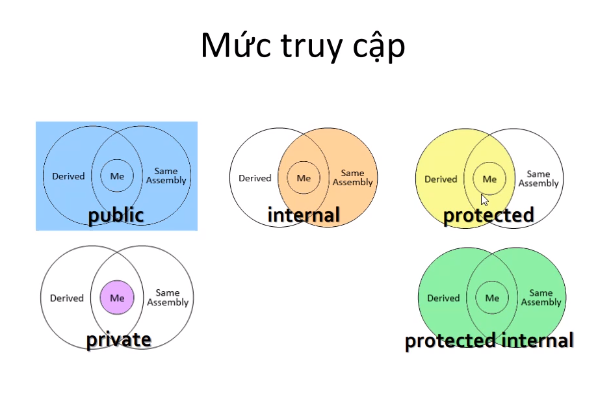 Mức truy cập
Derived
Me
Same
Assembly
public
Derived
Me
Same
Assembly
internal
Derived
Me
Same
Assembly
protected
Derived
Me
Same
Assembly
private
Derived
Me
Same
Assembly
protected internal